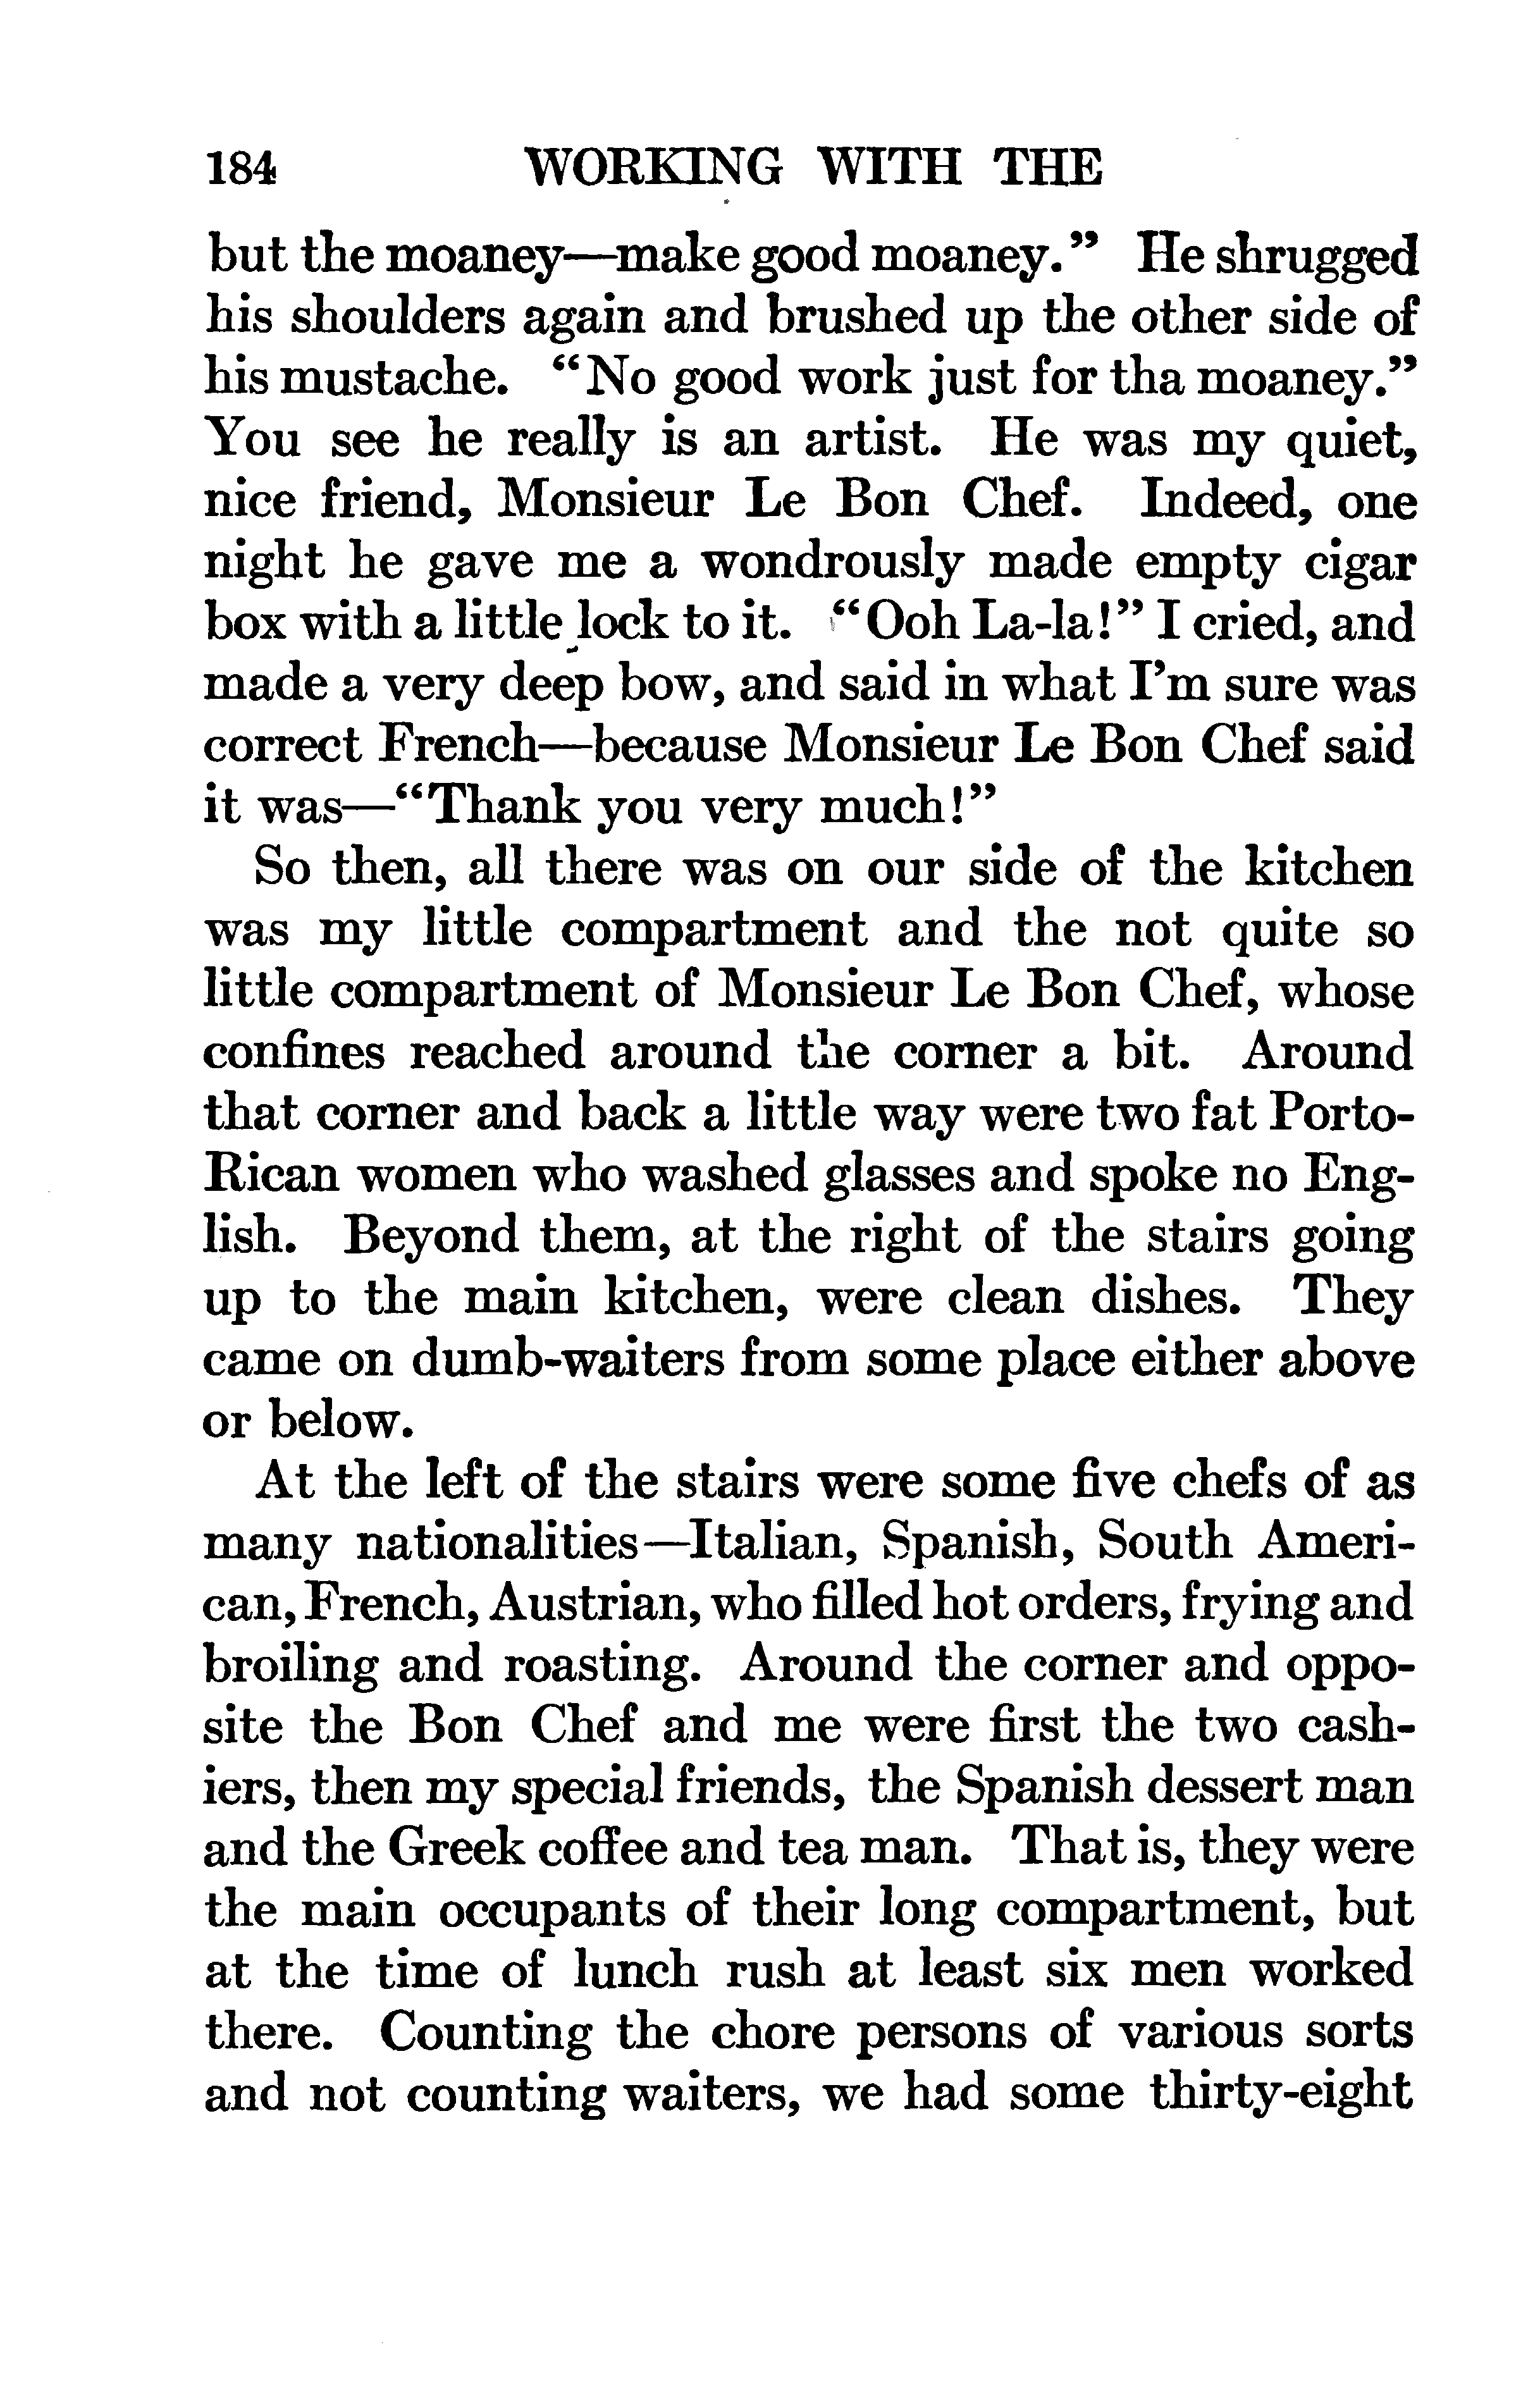 184 WORKING WITH THE
but the moaney—make good moaney." He shrugged
his shoulders again and brushed up the other side of
his mustache. "No good work just for tha moaney."
You see he really is an artist. He was my quiet,
nice friend, Monsieur Le Bon Chef. Indeed, one
night he gave me a wondrously made empty cigar
box with a little lock to it. "Ooh La-la!" I cried, and
made a very deep bow, and said in what I'm sure was
correct French—because Monsieur Le Bon Chef said
it was—"Thank you very much!"
So then, all there was on our side of the kitchen
was my little compartment and the not quite so
little compartment of Monsieur Le Bon Chef, whose
confines reached around the corner a bit. Around
that corner and back a little way were two fat Porto-
Rican women who washed glasses and spoke no Eng-
lish. Beyond them, at the right of the stairs going
up to the main kitchen, were clean dishes. They
came on dumb-waiters from some place either above
or below.
At the left of the stairs were some five chefs of as
many nationalities—Italian, Spanish, South Ameri-
can, French, Austrian, who filled hot orders, frying and
broiling and roasting. Around the corner and oppo-
site the Bon Chef and me were first the two cash-
iers, then my special friends, the Spanish dessert man
and the Greek coffee and tea man. That is, they were
the main occupants of their long compartment, but
at the time of lunch rush at least six men worked
there. Counting the chore persons of various sorts
and not counting waiters, we had some thirty-eight